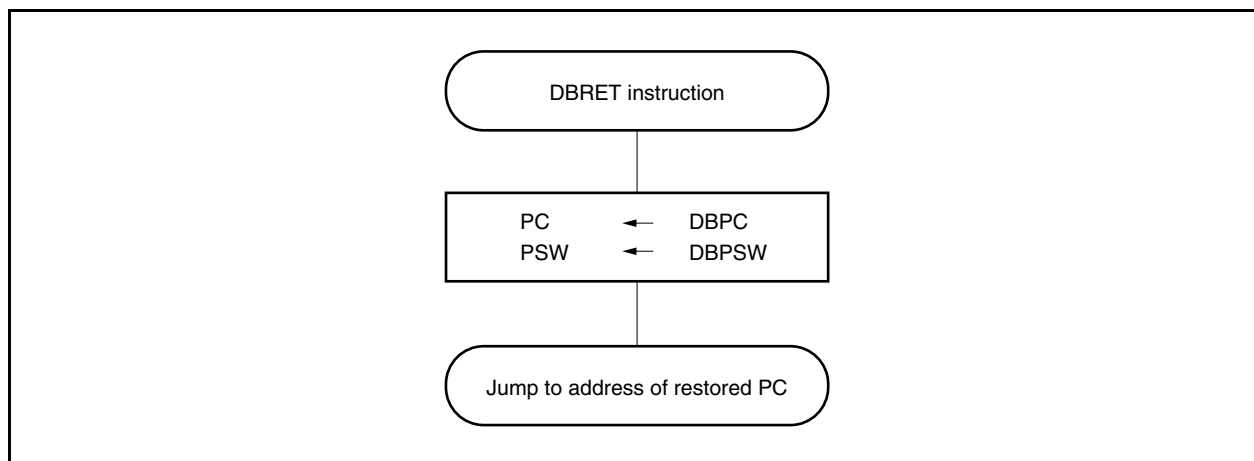 DBRET instruction
PC ← DBPC
PSW ← DBPSW
Jump to address of restored PC